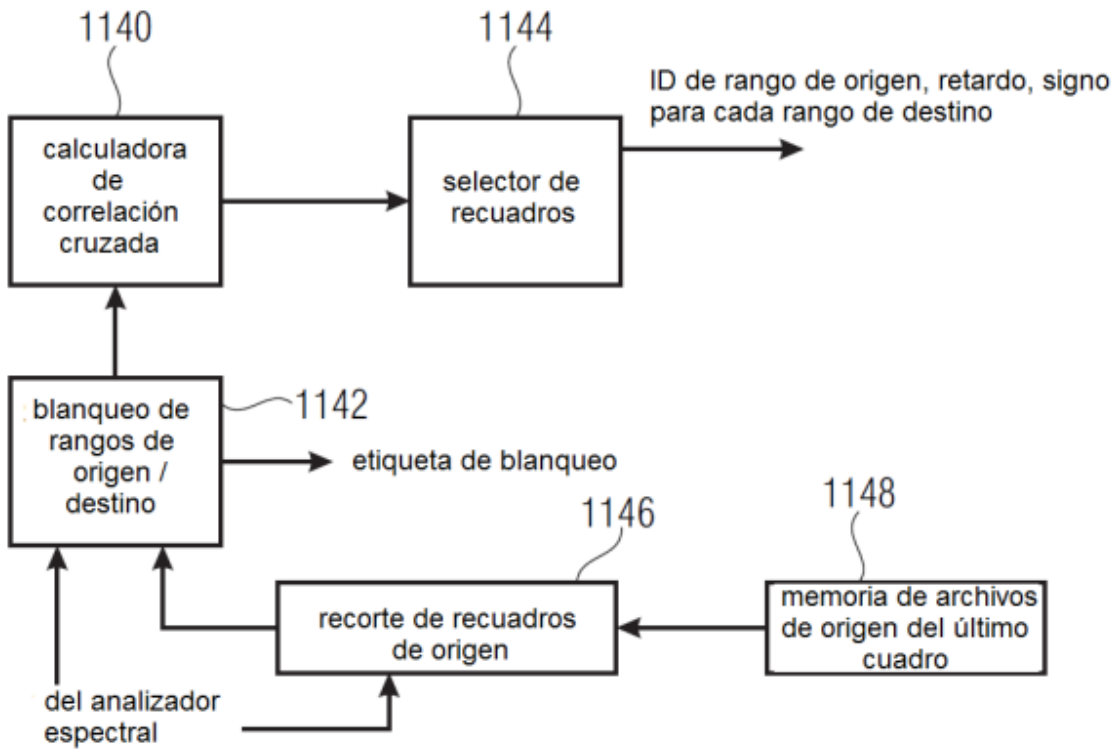 1140
1144
ID de rango de origen, retardo, signo
para cada rango de destino
calculadora
de
correlación
cruzada
selector de
recuadros
blanqueo de
rangos de
origen /
destino
1142
etiqueta de blanqueo
1146
1148
recorte de recuadros
de origen
memoria de archivos
de origen del último
cuadro
del analizador
espectral